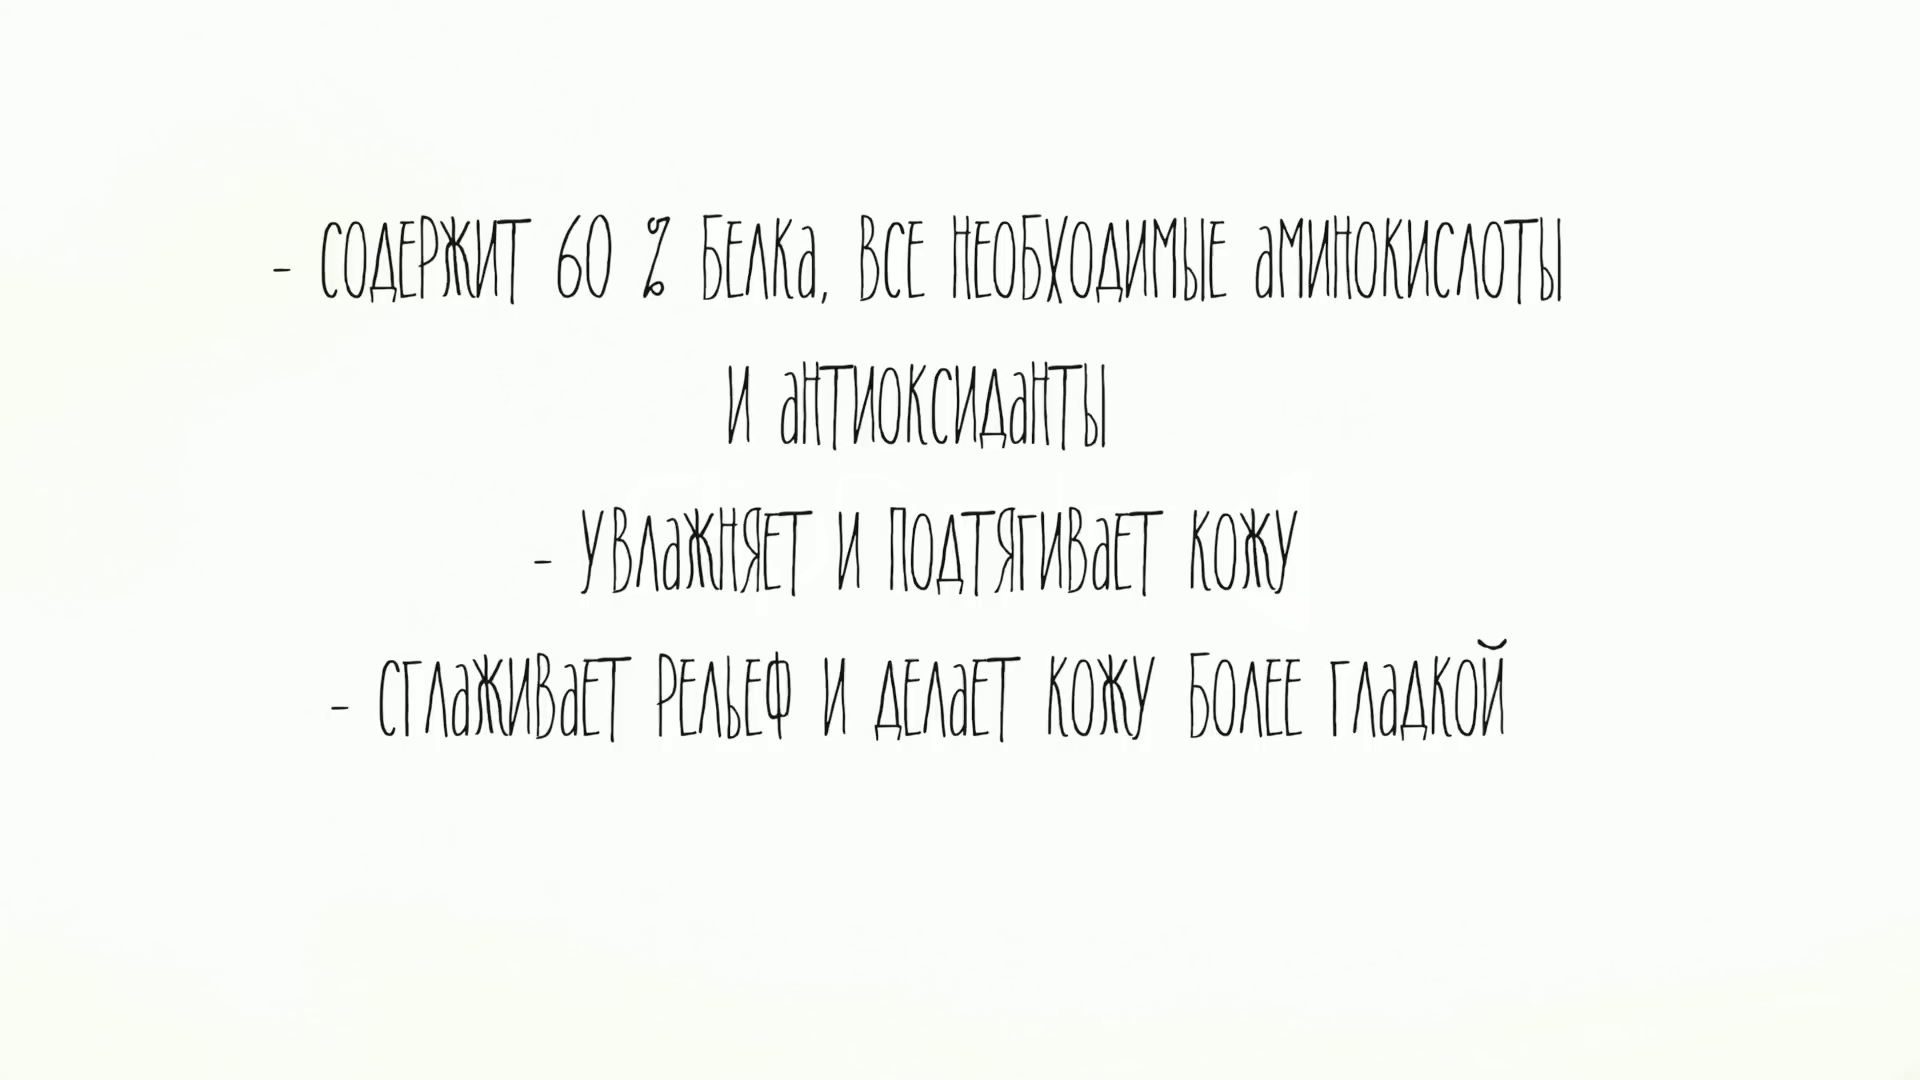 - СОДЕРЖИТ 60 % БЕЛКа, ВСЕ НЕОБХОДИМЫЕ аМИНОКИСЛОТЫ
И аНТИОКСИДаНТЫ
- УВЛаЖНЯЕТ И ПОДТЯГИВаЕТ КОЖУ
- СГЛаЖИВаЕТ РЕЛЬЕФ И ДЕЛаЕТ КОЖУ БОЛЕЕ ГЛаДКОЙ